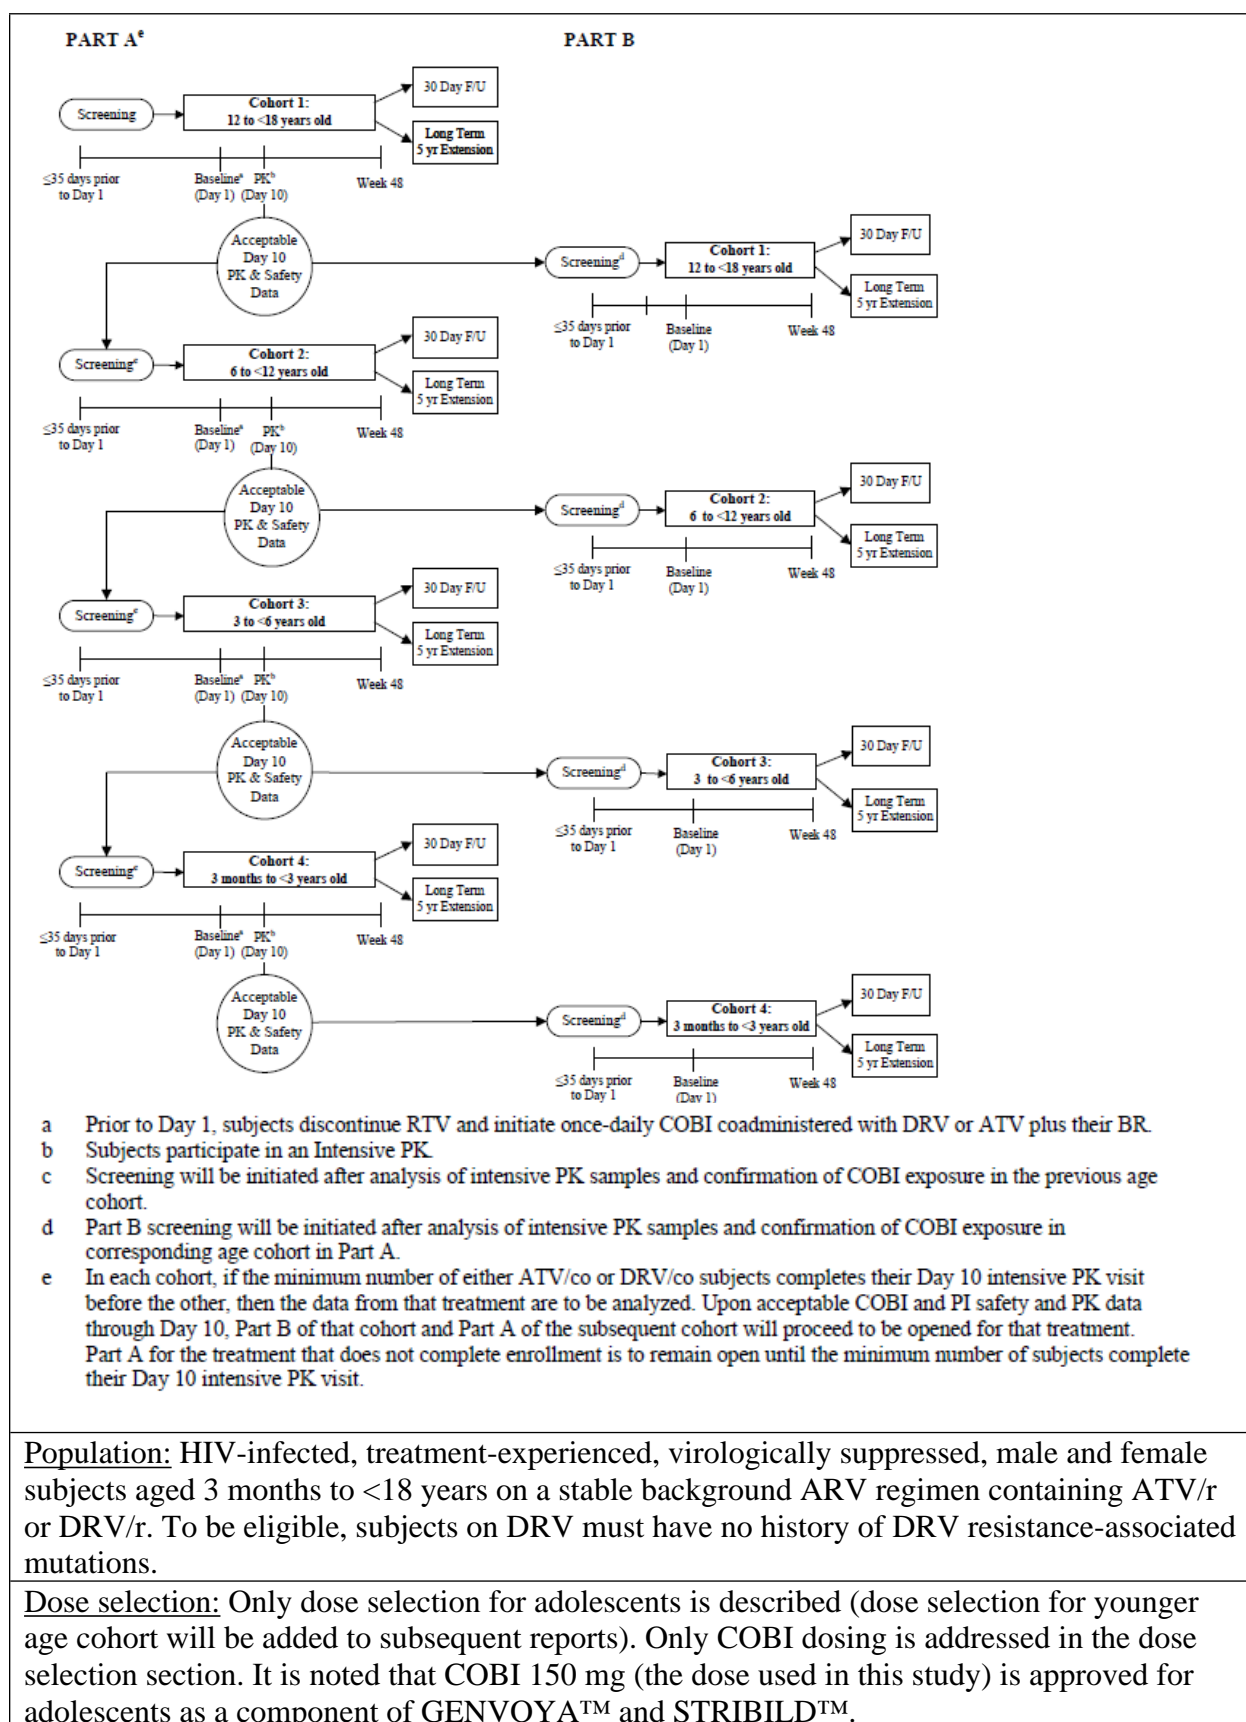 PART Aᵉ
PART B
Screening
Cohort 1:
12 to <18 years old
30 Day F/U
Long Term
5 yr Extension
≤35 days prior
to Day 1
Baselineᵃ
(Day 1)
PKᵇ
(Day 10)
Week 48
Acceptable
Day 10
PK & Safety
Data
Screeningᵈ
Cohort 1:
12 to <18 years old
30 Day F/U
Long Term
5 yr Extension
≤35 days prior
to Day 1
Baseline
(Day 1)
Week 48
Screeningᶜ
Cohort 2:
6 to <12 years old
30 Day F/U
Long Term
5 yr Extension
≤35 days prior
to Day 1
Baselineᵃ
(Day 1)
PKᵇ
(Day 10)
Week 48
Acceptable
Day 10
PK & Safety
Data
Screeningᵈ
Cohort 2:
6 to <12 years old
30 Day F/U
Long Term
5 yr Extension
≤35 days prior
to Day 1
Baseline
(Day 1)
Week 48
Screeningᶜ
Cohort 3:
3 to <6 years old
30 Day F/U
Long Term
5 yr Extension
≤35 days prior
to Day 1
Baselineᵃ
(Day 1)
PKᵇ
(Day 10)
Week 48
Acceptable
Day 10
PK & Safety
Data
Screeningᵈ
Cohort 3:
3 to <6 years old
30 Day F/U
Long Term
5 yr Extension
≤35 days prior
to Day 1
Baseline
(Day 1)
Week 48
Screeningᶜ
Cohort 4:
3 months to <3 years old
30 Day F/U
Long Term
5 yr Extension
≤35 days prior
to Day 1
Baselineᵃ
(Day 1)
PKᵇ
(Day 10)
Week 48
Acceptable
Day 10
PK & Safety
Data
Screeningᵈ
Cohort 4:
3 months to <3 years old
30 Day F/U
Long Term
5 yr Extension
≤35 days prior
to Day 1
Baseline
(Day 1)
Week 48
a Prior to Day 1, subjects discontinue RTV and initiate once-daily COBI coadministered with DRV or ATV plus their BR.
b Subjects participate in an Intensive PK.
c Screening will be initiated after analysis of intensive PK samples and confirmation of COBI exposure in the previous age
cohort.
d Part B screening will be initiated after analysis of intensive PK samples and confirmation of COBI exposure in
corresponding age cohort in Part A.
e In each cohort, if the minimum number of either ATV/co or DRV/co subjects completes their Day 10 intensive PK visit
before the other, then the data from that treatment are to be analyzed. Upon acceptable COBI and PI safety and PK data
through Day 10, Part B of that cohort and Part A of the subsequent cohort will proceed to be opened for that treatment.
Part A for the treatment that does not complete enrollment is to remain open until the minimum number of subjects complete
their Day 10 intensive PK visit.
Population: HIV-infected, treatment-experienced, virologically suppressed, male and female
subjects aged 3 months to <18 years on a stable background ARV regimen containing ATV/r
or DRV/r. To be eligible, subjects on DRV must have no history of DRV resistance-associated
mutations.
Dose selection: Only dose selection for adolescents is described (dose selection for younger
age cohort will be added to subsequent reports). Only COBI dosing is addressed in the dose
selection section. It is noted that COBI 150 mg (the dose used in this study) is approved for
adolescents as a component of GENVOYA™ and STRIBILD™.